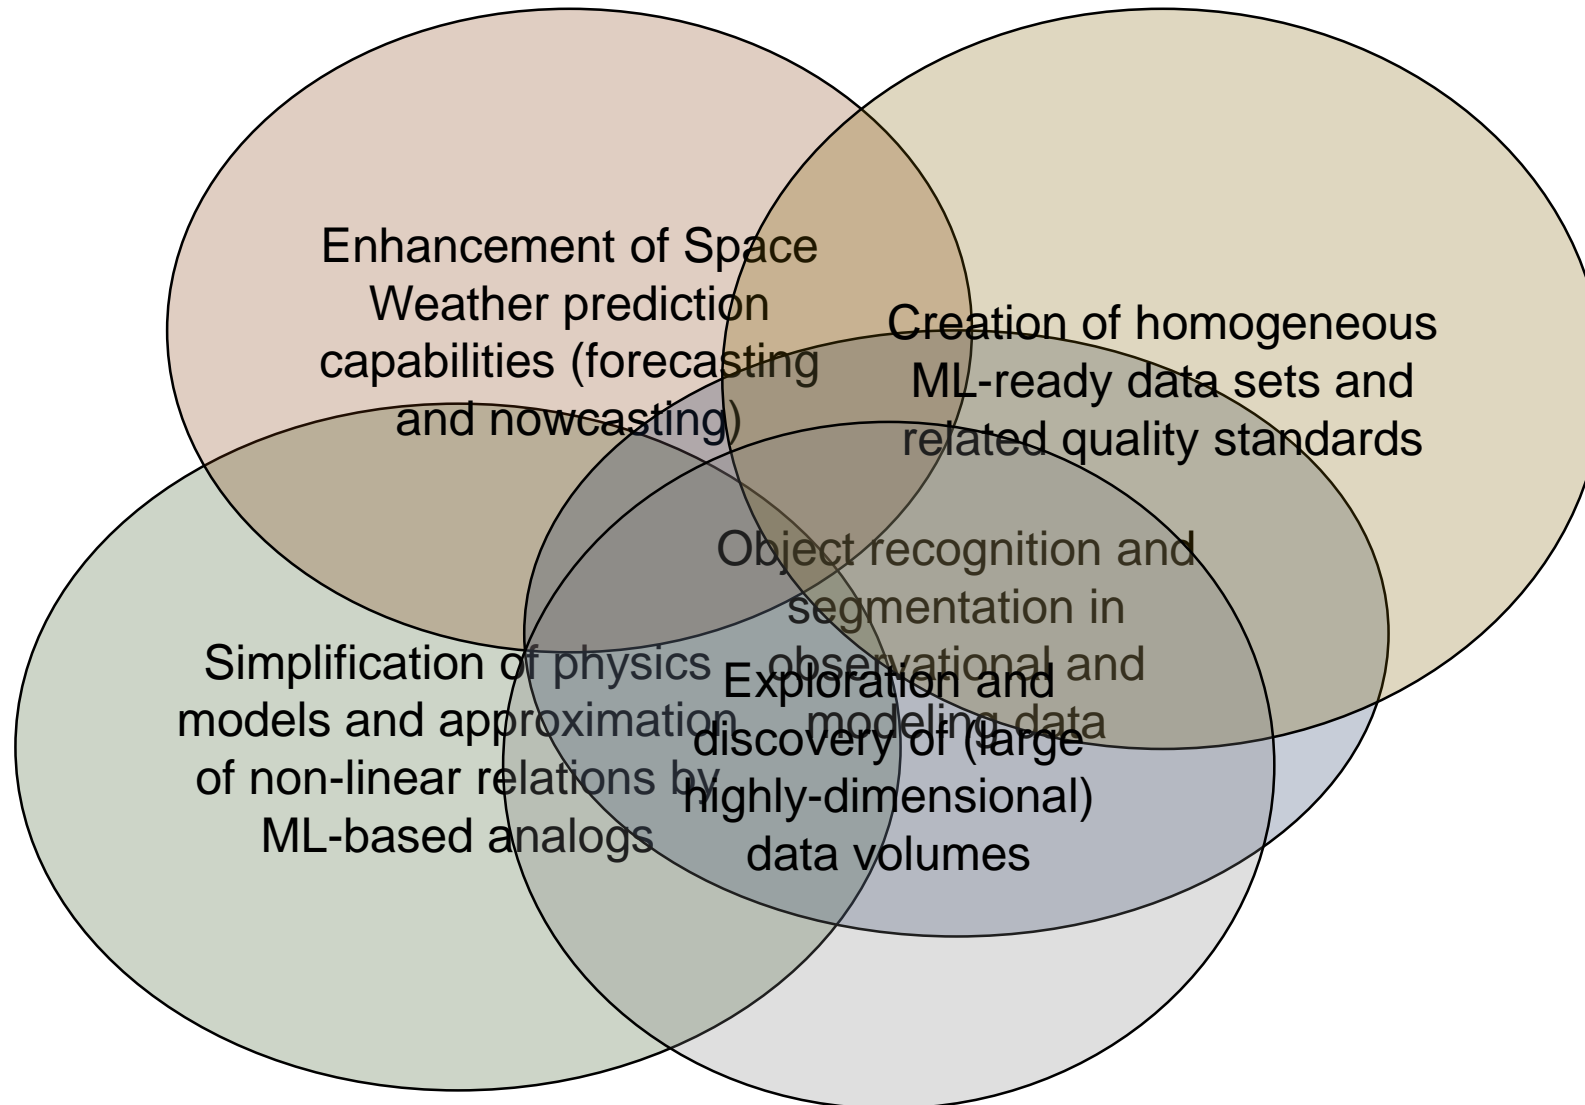 Enhancement of Space
Weather prediction
capabilities (forecasting
and nowcasting)
Creation of homogeneous
ML-ready data sets and
related quality standards
Object recognition and
segmentation in
observational and
modeling data
Simplification of physics
models and approximation
of non-linear relations by
ML-based analogs
Exploration and
discovery of (large
highly-dimensional)
data volumes